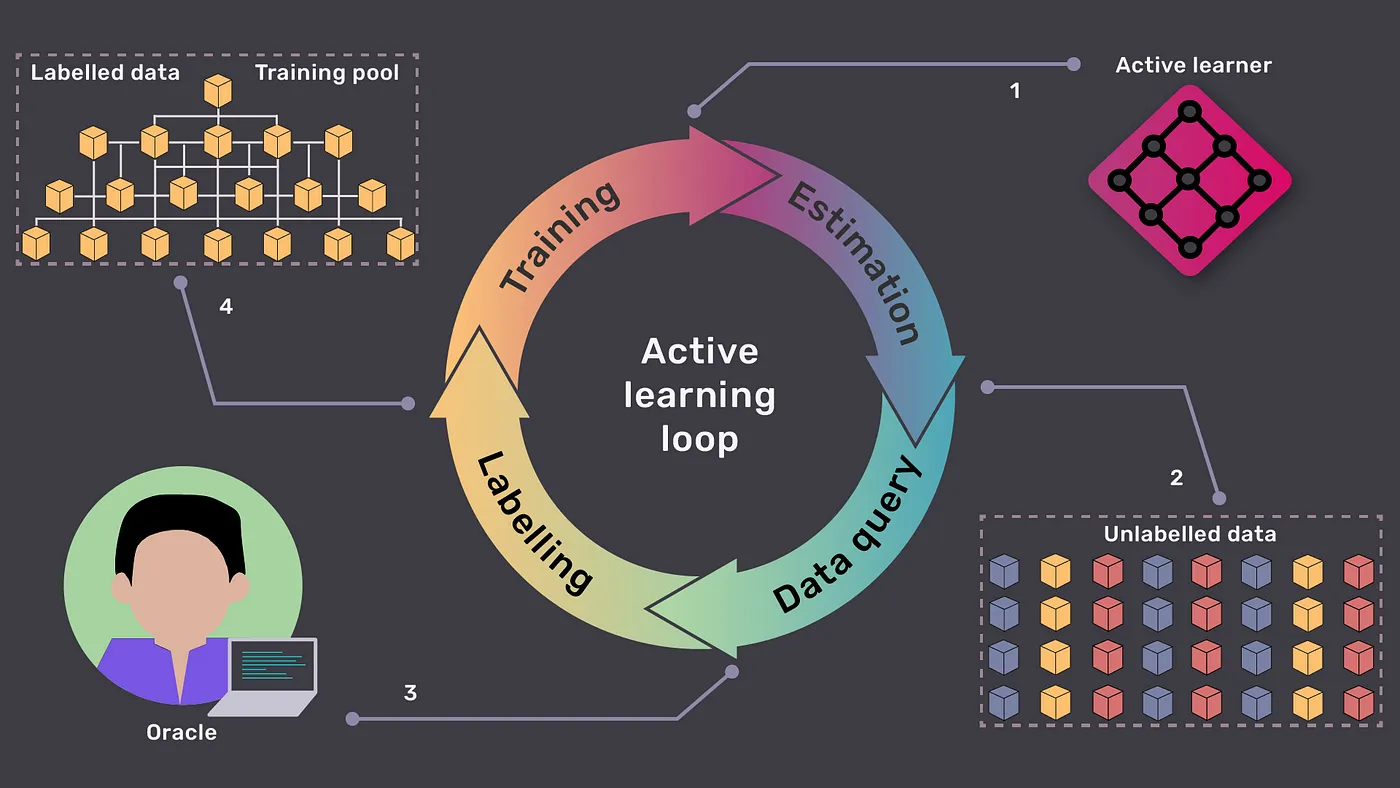 Labelled data
Training pool
1
Active learner
Training
Estimation
4
Active
learning
loop
2
Labelling
Data query
Unlabelled data
3
Oracle